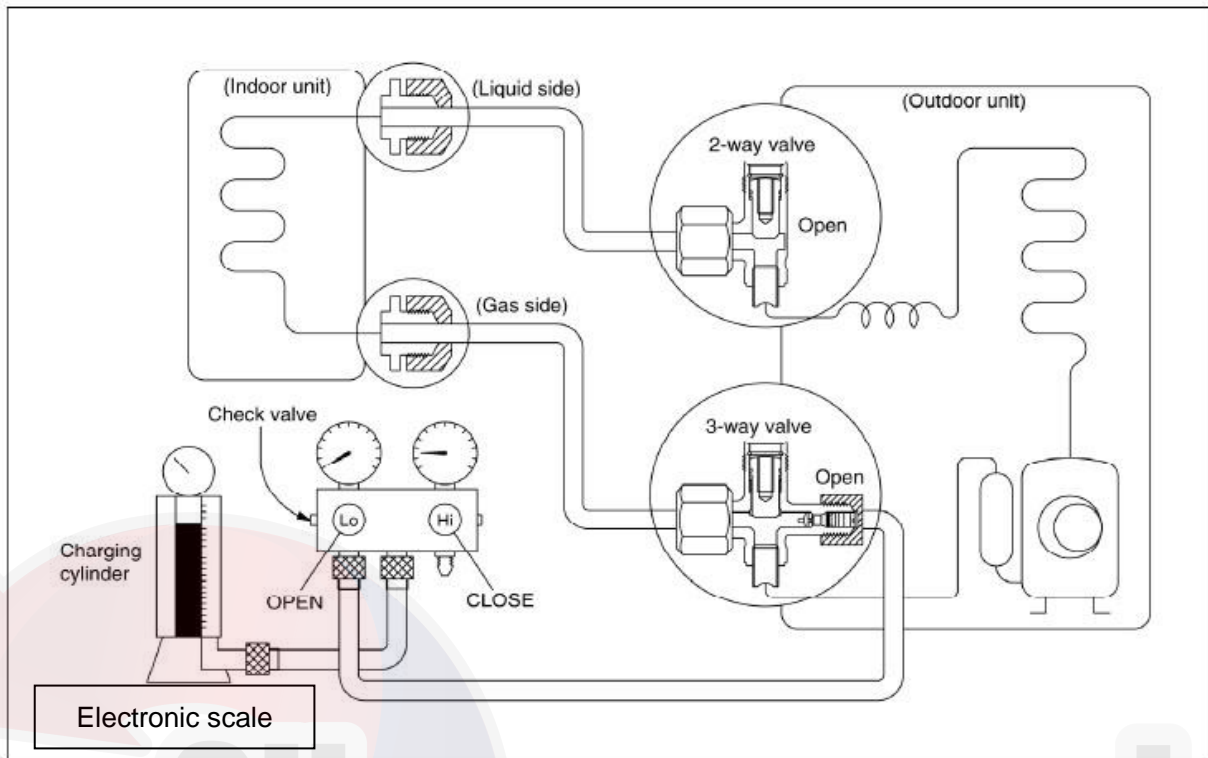 (Indoor unit)
(Liquid side)
(Outdoor unit)
2-way valve
Open
(Gas side)
Check valve
3-way valve
Open
Lo
Hi
Charging
cylinder
OPEN
CLOSE
Electronic scale